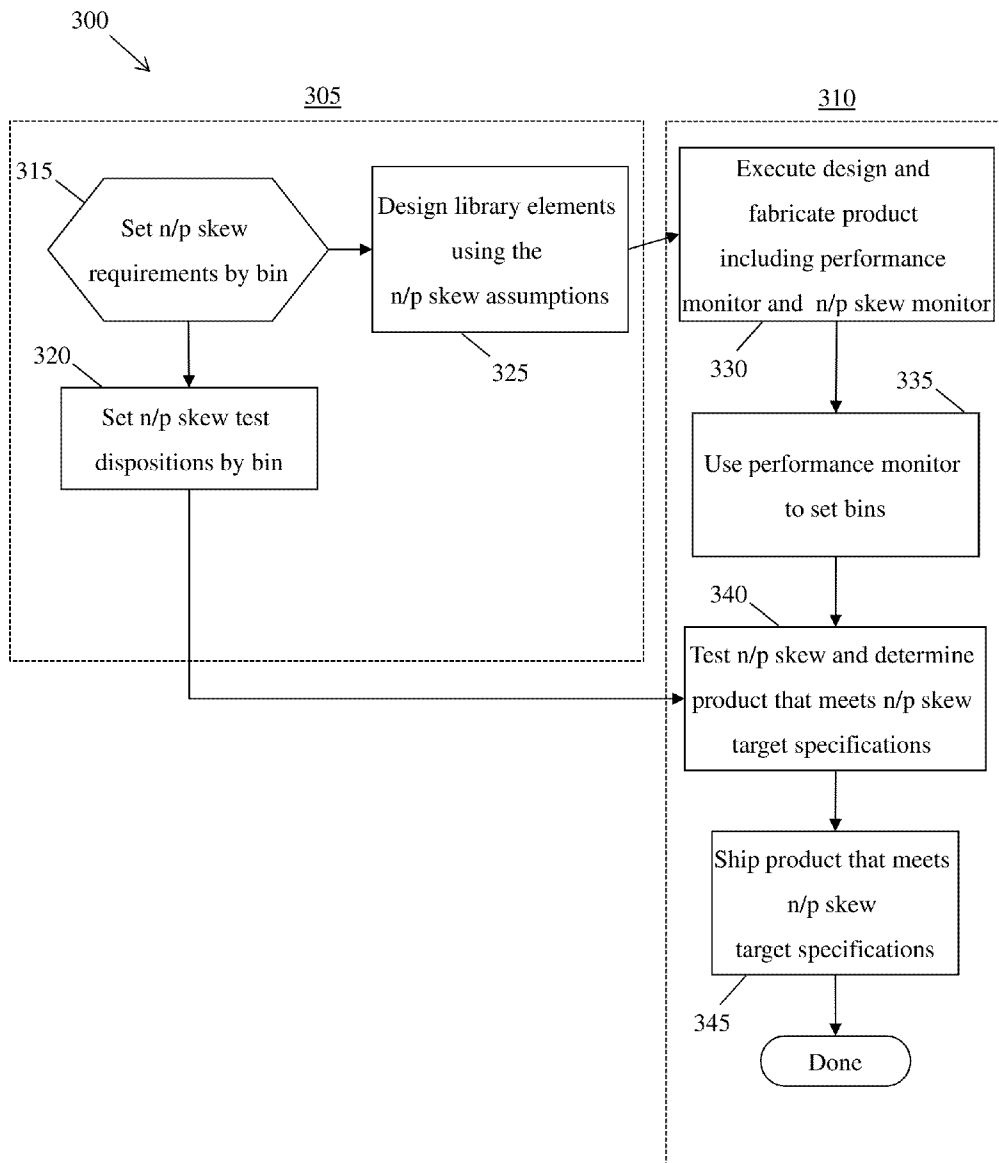 300
305
310
315
Set n/p skew
requirements by bin
Design library elements
using the
n/p skew assumptions
325
320
Set n/p skew test
dispositions by bin
Execute design and
fabricate product
including performance
monitor and n/p skew monitor
330
335
Use performance monitor
to set bins
340
Test n/p skew and determine
product that meets n/p skew
target specifications
Ship product that meets
n/p skew
target specifications
345
Done